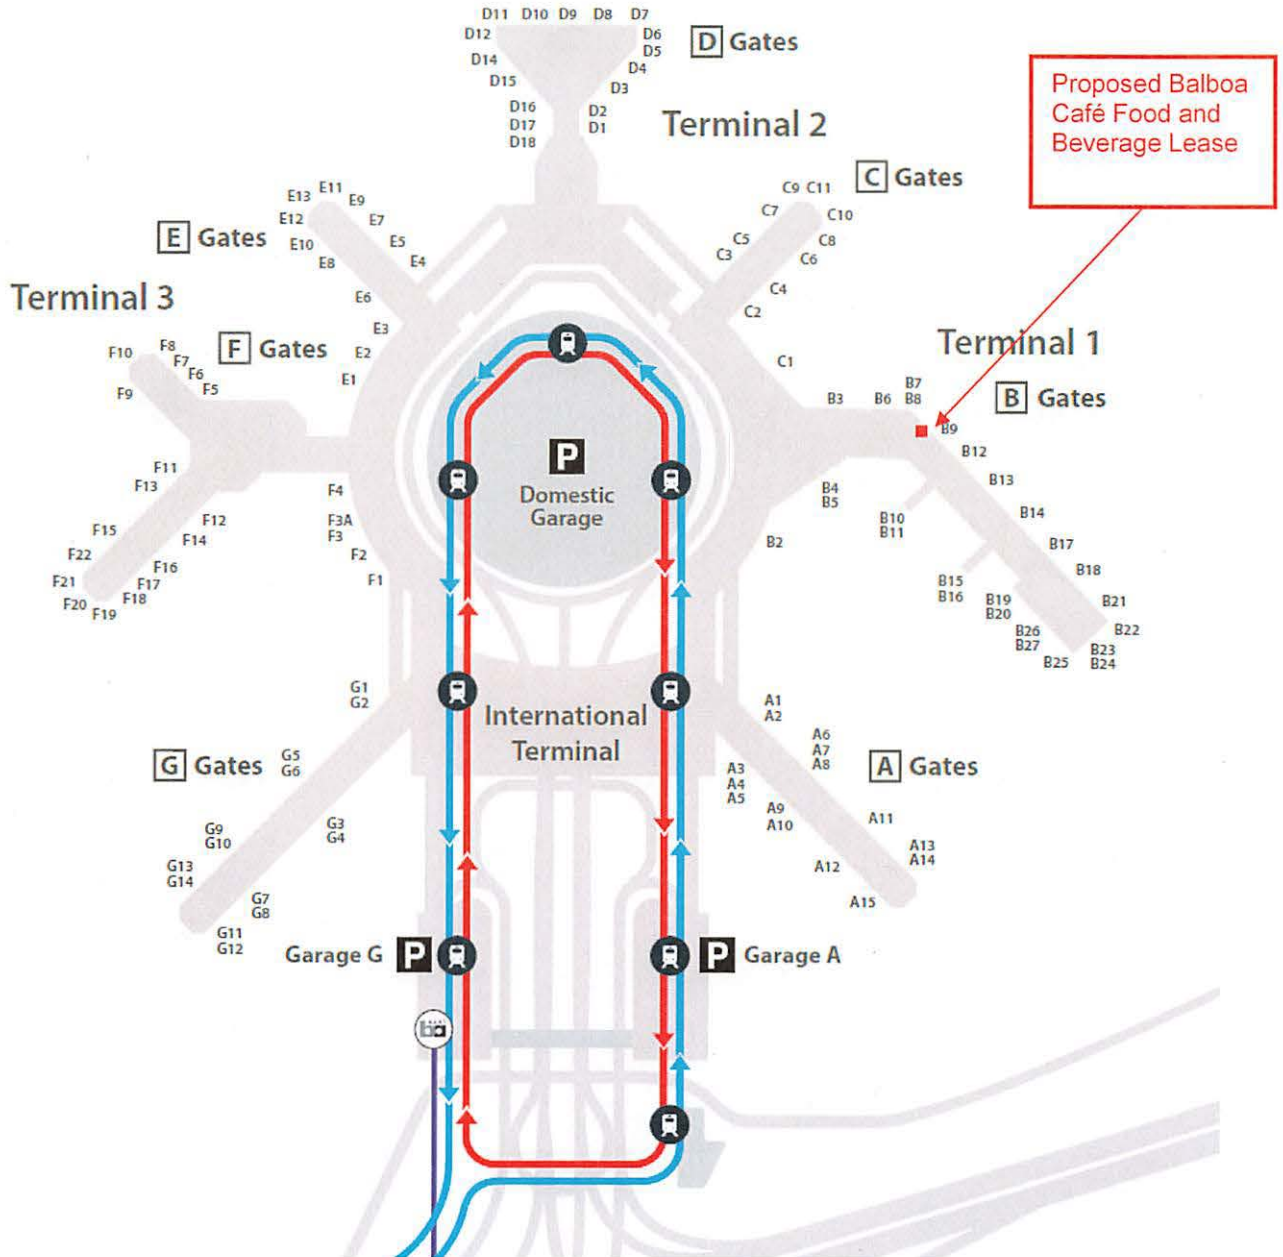 D11 D10 D9 D8 D7
D12
D6
D5
D14
D4
D15
D3
D16
D17
D18
D2
D1
D Gates
Terminal 2
Proposed Balboa
Café Food and
Beverage Lease
C9 C11
C7
C10
C5
C8
C3
C6
C4
C2
C1
C Gates
E13
E11
E9
E12
E7
E10
E5
E8
E4
E6
E3
E2
E1
E Gates
Terminal 3
F Gates
F10
F8
F7
F6
F9
F5
F11
F13
F4
F12
F3A
F3
F15
F14
F2
F22
F16
F1
F21
F17
F20
F18
F19
Terminal 1
B Gates
B7
B8
B3
B6
B9
B12
B13
B4
B5
B14
B10
B11
B2
B17
B18
B15
B16
B19
B20
B21
B26
B27
B22
B25
B23
B24
P
Domestic
Garage
International
Terminal
G1
G2
G5
G6
G Gates
G3
G4
G9
G10
G13
G14
G7
G8
G11
G12
A1
A2
A6
A7
A8
A3
A4
A5
A Gates
A9
A10
A11
A13
A14
A12
A15
Garage G P
P Garage A
ba